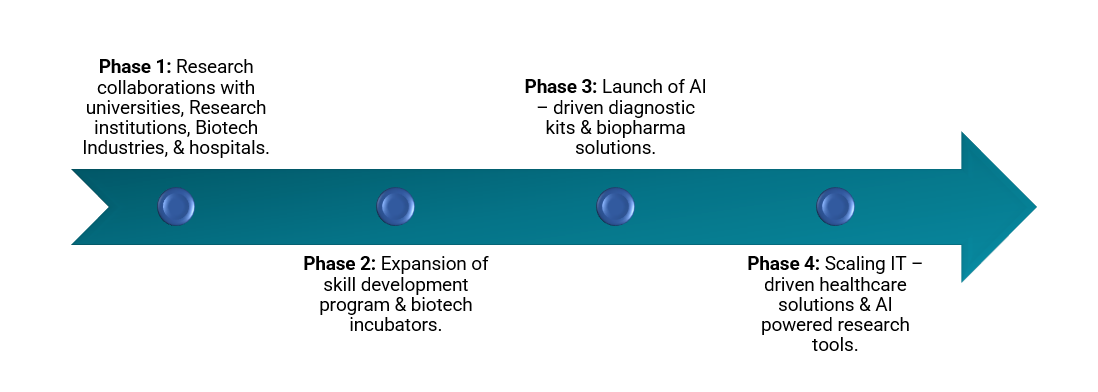 Phase 1: Research
collaborations with
universities, Research
institutions, Biotech
Industries, & hospitals.
Phase 2: Expansion of
skill development
program & biotech
incubators.
Phase 3: Launch of AI
– driven diagnostic
kits & biopharma
solutions.
Phase 4: Scaling IT –
driven healthcare
solutions & AI
powered research
tools.